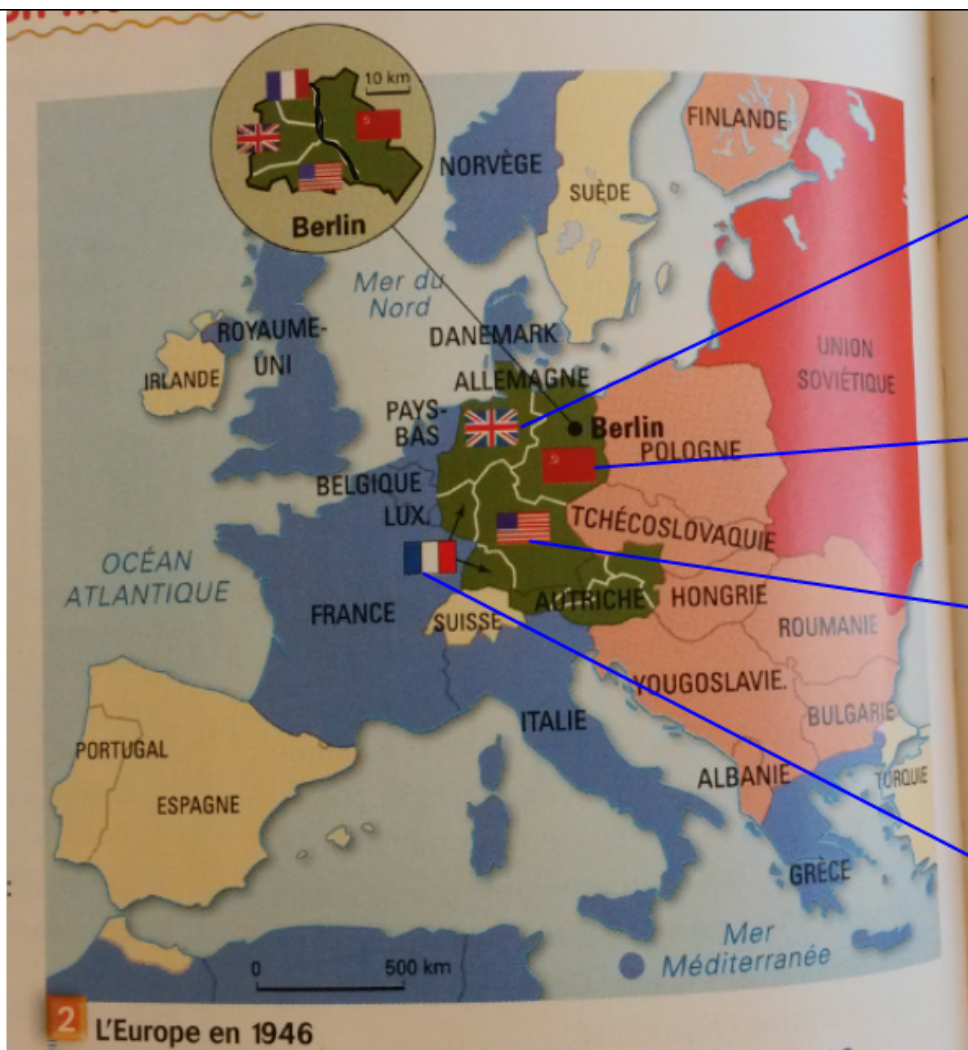 10 km
Berlin
NORVÈGE
SUÈDE
FINLANDE
Mer du
Nord
ROYAUME-
UNI
IRLANDE
DANEMARK
ALLEMAGNE
UNION
SOVIÉTIQUE
PAYS-
BAS
Berlin
POLOGNE
BELGIQUE
LUX.
TCHÉCOSLOVAQUIE
OCÉAN
ATLANTIQUE
FRANCE
SUISSE
AUTRICHE
HONGRIE
ROUMANIE
YOUGOSLAVIE.
ITALIE
BULGARIE
PORTUGAL
ESPAGNE
ALBANIE
TURQUIE
GRÈCE
Mer
Méditerranée
0 500 km
2 L'Europe en 1946